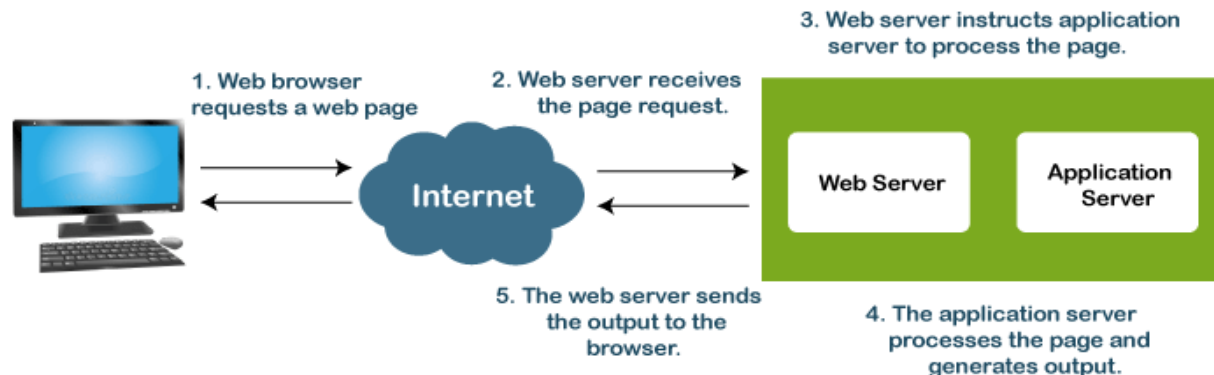 1. Web browser
requests a web page
2. Web server receives
the page request.
3. Web server instructs application
server to process the page.
Internet
Web Server
Application
Server
4. The application server
processes the page and
generates output.
5. The web server sends
the output to the
browser.